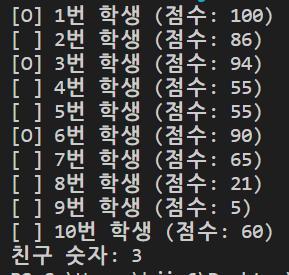 [O] 1번 학생 (점수: 100)
[ ] 2번 학생 (점수: 86)
[O] 3번 학생 (점수: 94)
[ ] 4번 학생 (점수: 55)
[ ] 5번 학생 (점수: 55)
[O] 6번 학생 (점수: 90)
[ ] 7번 학생 (점수: 65)
[ ] 8번 학생 (점수: 21)
[ ] 9번 학생 (점수: 5)
[ ] 10번 학생 (점수: 60)
친구 숫자: 3